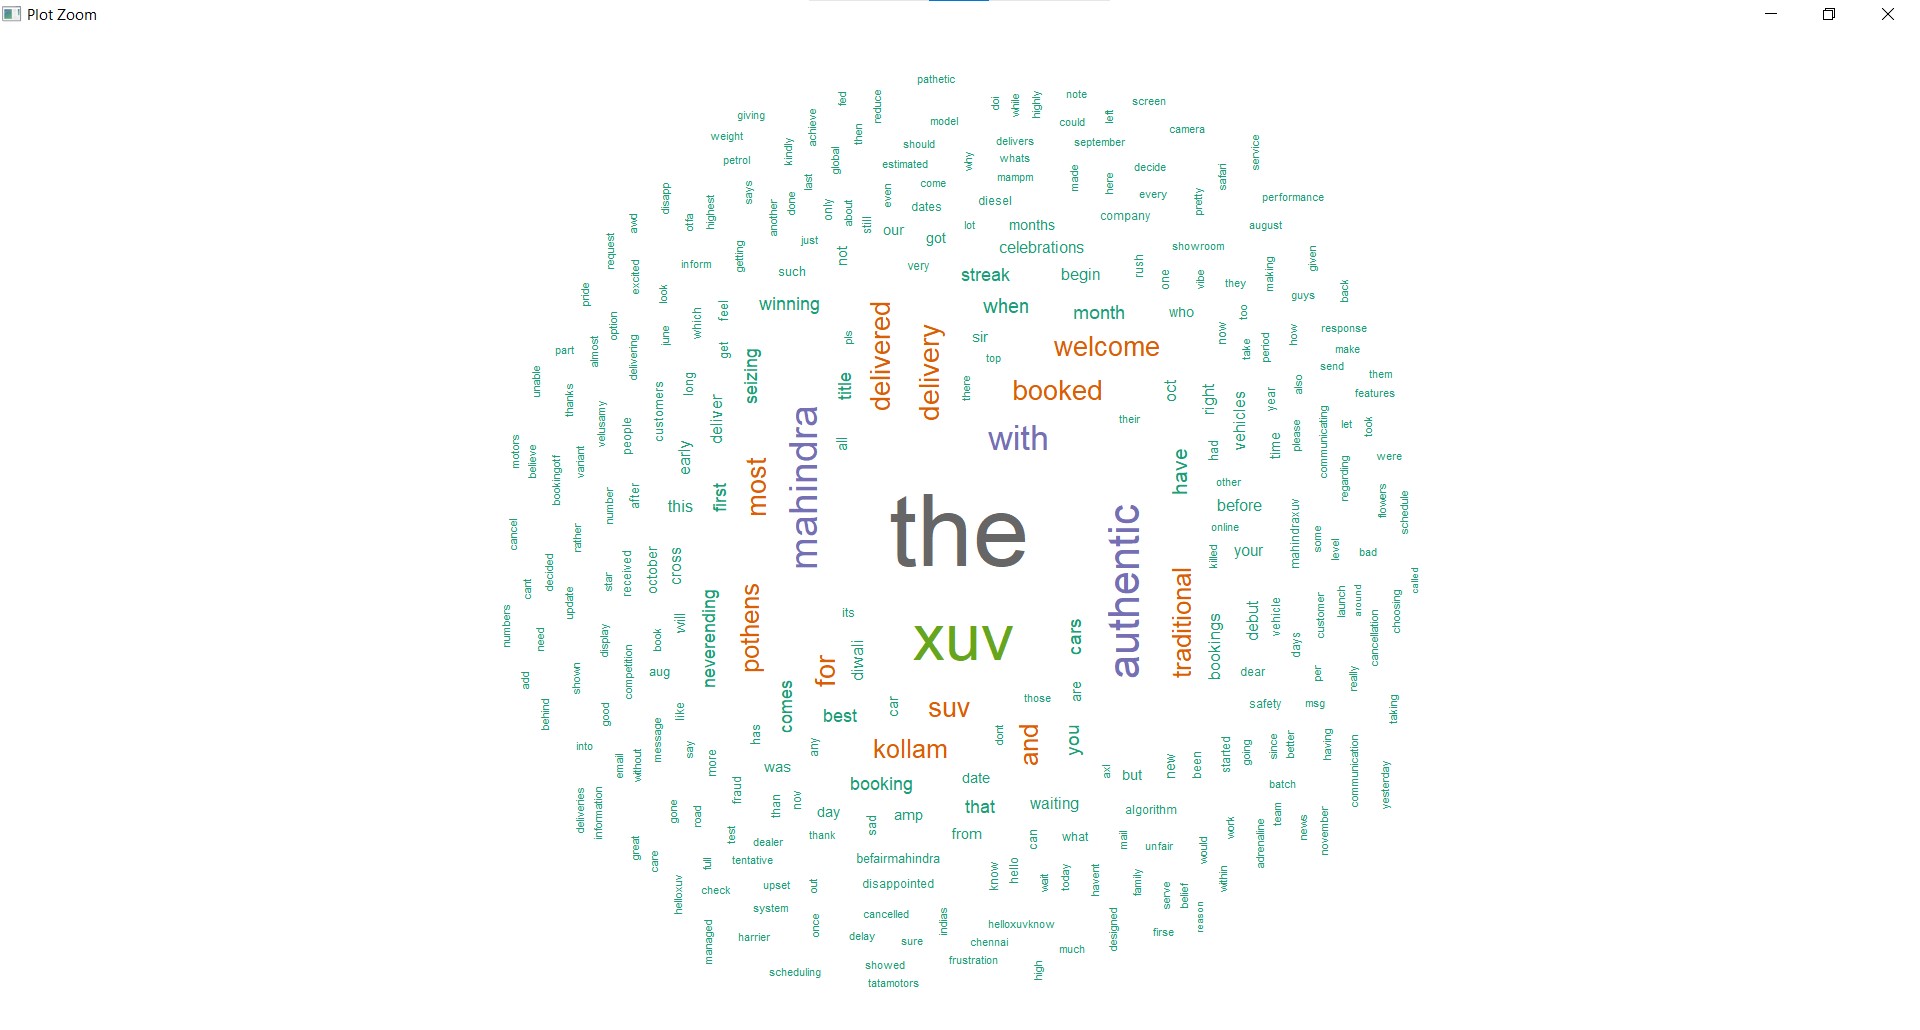 Plot Zoom
pathetic
fed
reduce
doi
while
highly
note
screen
giving
achieve
model
could
left
camera
weight
then
should
delivers
september
service
kindly
global
estimated
why
whats
petrol
last
come
mampm
made
here
decide
safari
disapp
says
done
even
diesel
every
pretty
performance
highest
another
only
about
dates
lot
months
company
august
awd
otfa
just
still
our
got
celebrations
showroom
request
getting
not
very
rush
one
vibe
they
making
given
inform
such
streak
begin
guys
back
excited
look
feel
winning
when
month
who
too
pride
option
june
which
get
pls
delivered
delivery
sir
top
welcome
now
take
period
how
response
make
part
almost
delivering
seizing
title
there
booked
oct
right
year
also
send
them
features
unable
thanks
long
customers
deliver
their
vehicles
please
communicating
let
took
velusamy
people
early
mahindra
all
with
had
time
motors
believe
bookingotf
variant
first
most
have
other
regarding
were
number
after
this
before
flowers
schedule
cancel
rather
the
authentic
online
mahindraxuv
some
level
october
cross
killed
your
bad
cant
decided
star
received
traditional
called
numbers
update
neverending
pothens
its
xuv
cars
debut
vehicle
customer
launch
around
choosing
need
display
book
will
for
diwali
bookings
days
cancellation
add
shown
competition
aug
are
dear
per
really
behind
good
like
comes
best
car
suv
those
safety
msg
taking
into
message
say
has
any
kollam
dont
and
you
started
going
since
better
having
email
without
more
was
date
axl
but
new
been
batch
communication
yesterday
deliveries
information
gone
road
fraud
than
nov
booking
day
amp
that
waiting
algorithm
team
news
november
great
test
thank
sad
from
can
what
mail
work
adrenaline
care
full
dealer
tentative
befairmahindra
unfair
would
helloxuv
check
upset
out
disappointed
know
hello
wait
today
havent
family
serve
belief
within
system
once
cancelled
indias
helloxuvknow
designed
reason
managed
harrier
delay
sure
chennai
much
firse
scheduling
showed
frustration
high
tatamotors